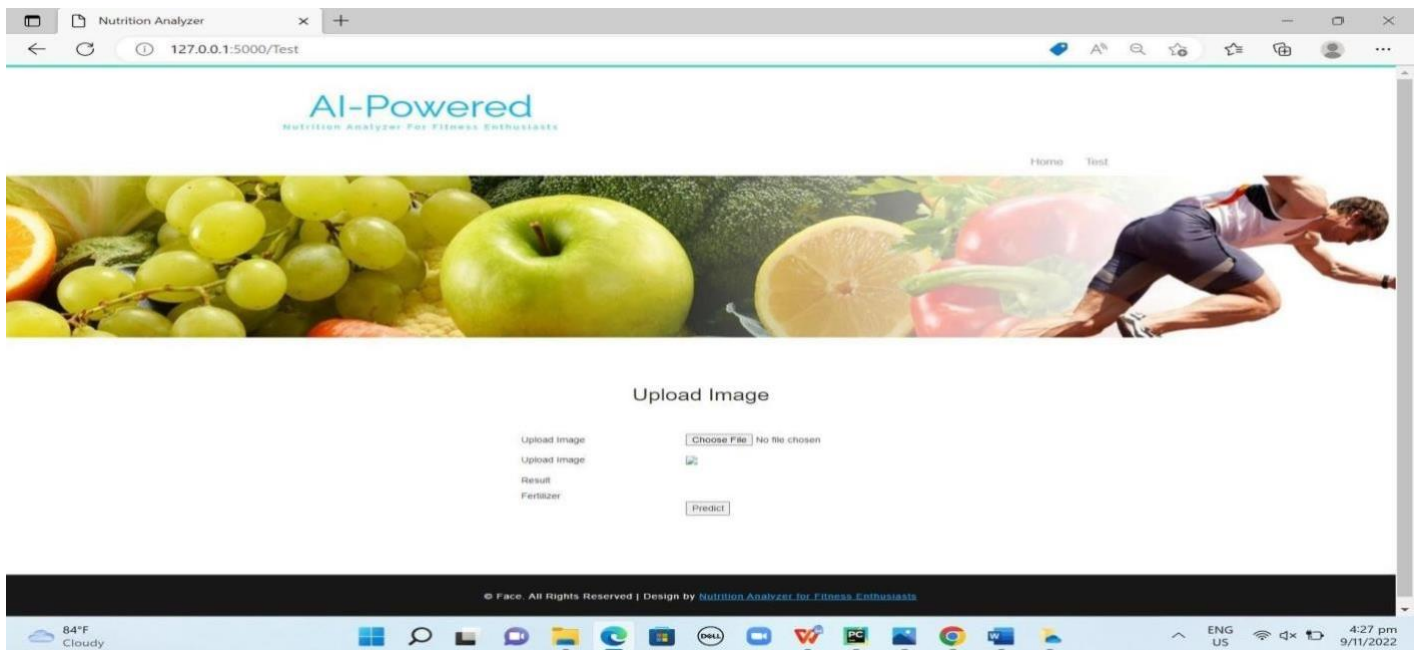 Nutrition Analyzer
127.0.0.1:5000/Test
AI-Powered
Nutrition Analyzer For Fitness Enthusiasts
Home Test
Upload Image
Upload Image Choose File No file chosen
Upload Image
Result
Fertilizer
Predict
© Face. All Rights Reserved | Design by Nutrition Analyzer for Fitness Enthusiasts
84°F
Cloudy
DELL
PC
W
ENG
US
4:27 pm
9/11/2022